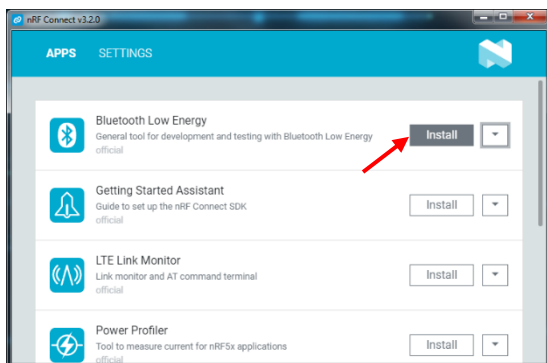 nRF Connect v3.2.0
APPS SETTINGS
Bluetooth Low Energy
General tool for development and testing with Bluetooth Low Energy
official
Install
Getting Started Assistant
Guide to set up the nRF Connect SDK
official
Install
LTE Link Monitor
Link monitor and AT command terminal
official
Install
Power Profiler
Tool to measure current for nRF5x applications
official
Install